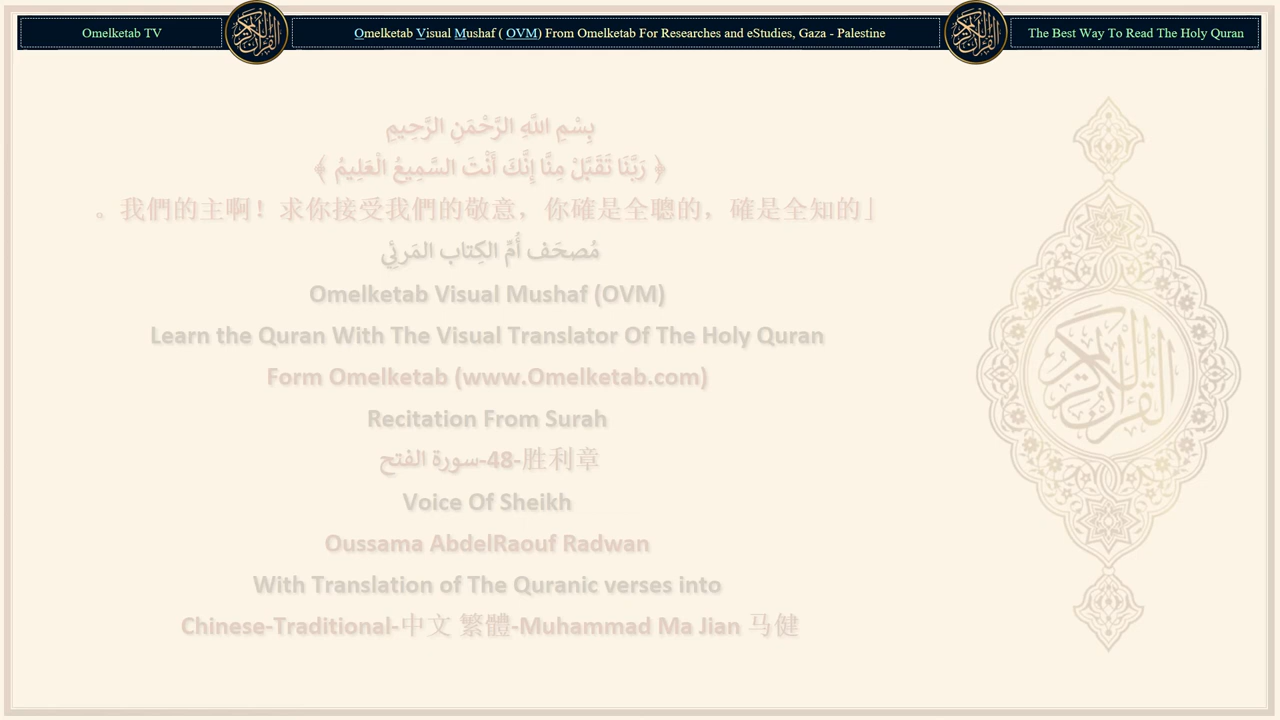 Omelketab TV
Omelketab Visual Mushaf ( OVM) From Omelketab For Researches and eStudies, Gaza - Palestine
The Best Way To Read The Holy Quran
بِسْمِ اللَّهِ الرَّحْمَنِ الرَّحِيمِ
﴿ رَبَّنَا تَقَبَّلْ مِنَّا إِنَّكَ أَنْتَ السَّمِيعُ الْعَلِيمُ ﴾
。我們的主啊！求你接受我們的敬意，你確是全聰的，確是全知的」
مُصحَف أُمِّ الكِتاب المَرئِي
Omelketab Visual Mushaf (OVM)
Learn the Quran With The Visual Translator Of The Holy Quran
Form Omelketab (www.Omelketab.com)
Recitation From Surah
سورة الفتح-48-胜利章
Voice Of Sheikh
Oussama AbdelRaouf Radwan
With Translation of The Quranic verses into
Chinese-Traditional-中文 繁體-Muhammad Ma Jian 马健
القرآن الكريم